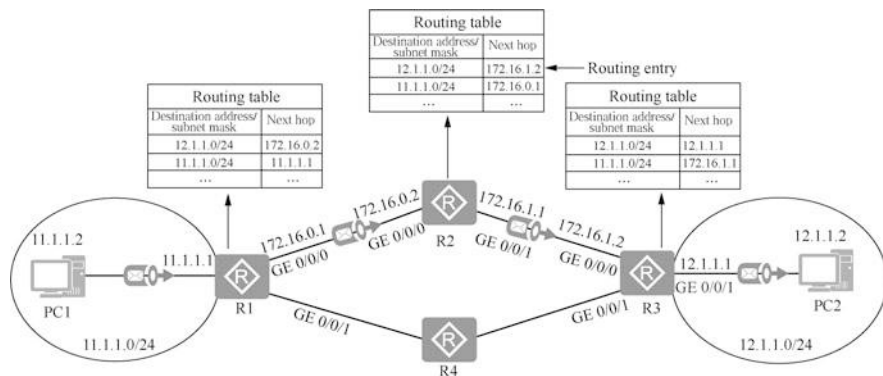 Routing table
Destination address/ Next hop
subnet mask
12.1.1.0/24 172.16.1.2
11.1.1.0/24 172.16.0.1
... ...
Routing entry
Routing table
Destination address/ Next hop
subnet mask
12.1.1.0/24 172.16.0.2
11.1.1.0/24 11.1.1.1
... ...
Routing table
Destination address/ Next hop
subnet mask
12.1.1.0/24 12.1.1.1
11.1.1.0/24 172.16.1.1
... ...
11.1.1.2
PC1
11.1.1.0/24
11.1.1.1
R
R1
172.16.0.1
GE 0/0/0
172.16.0.2
GE 0/0/0
R
R2
172.16.1.1
GE 0/0/1
172.16.1.2
GE 0/0/0
R
R3
GE 0/0/1
R
R4
GE 0/0/1
12.1.1.1
GE 0/0/1
12.1.1.2
PC2
12.1.1.0/24